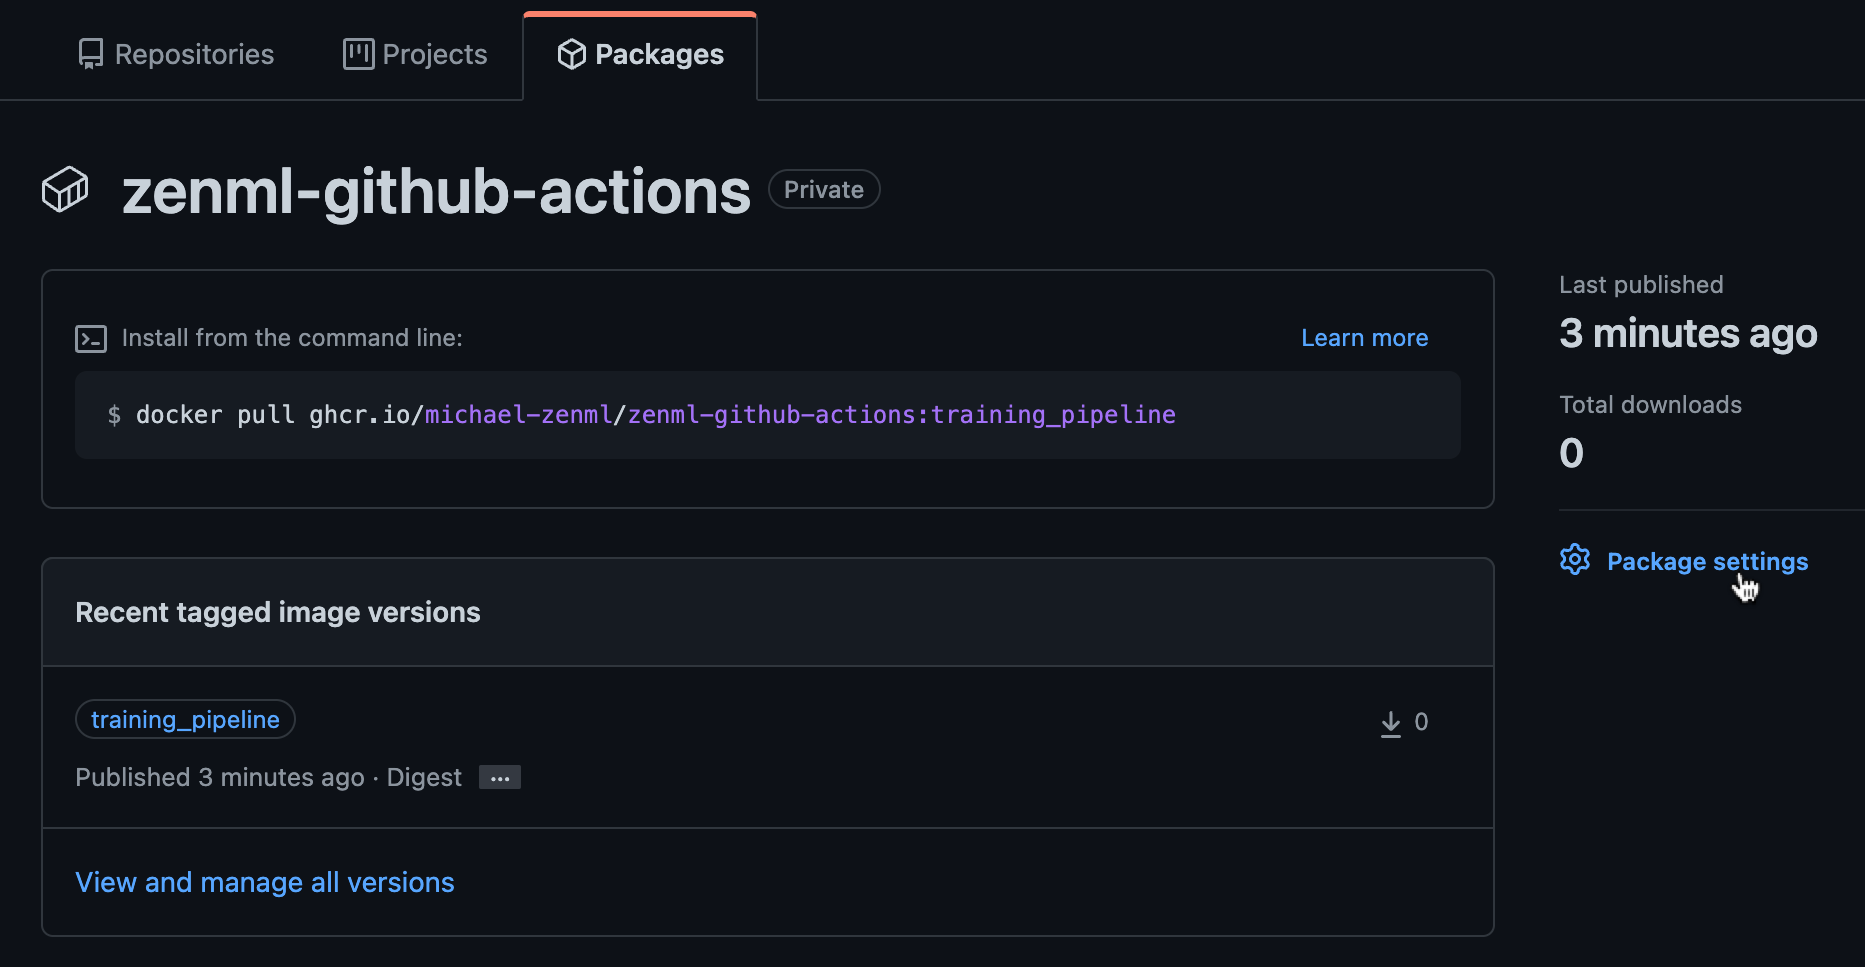 Repositories
Projects
Packages
zenml-github-actions
Private
Install from the command line:
Learn more
$ docker pull ghcr.io/michael-zenml/zenml-github-actions:training_pipeline
Last published
3 minutes ago
Total downloads
0
Package settings
Recent tagged image versions
training_pipeline
0
Published 3 minutes ago · Digest ...
View and manage all versions